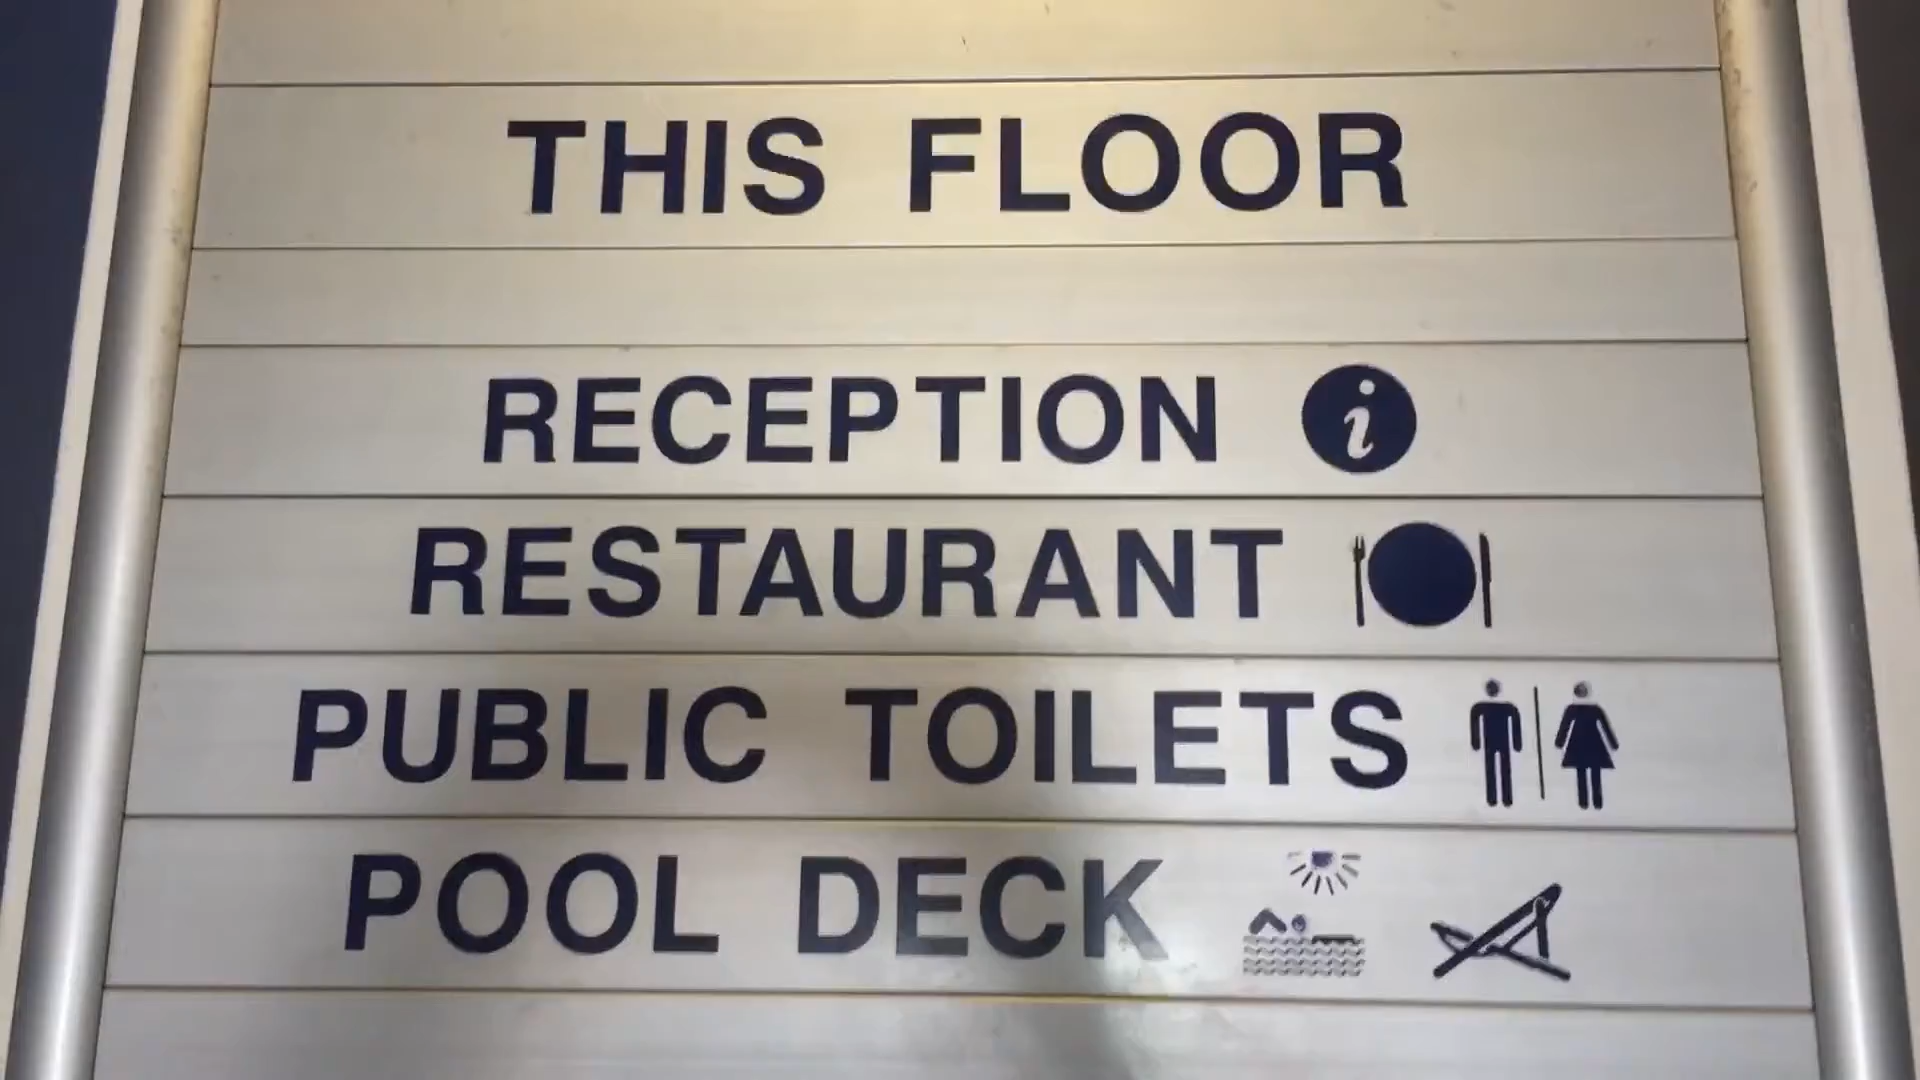 THIS FLOOR
RECEPTION i
RESTAURANT
PUBLIC TOILETS
POOL DECK